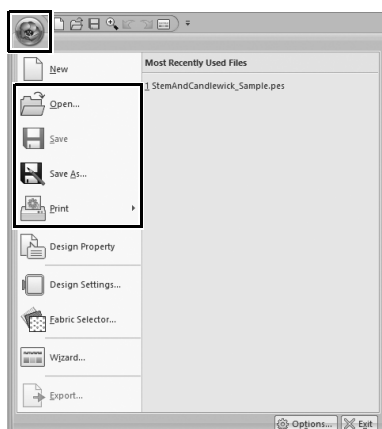 New
Most Recently Used Files
1 StemAndCandlewick_Sample.pes
Open...
Save
Save As...
Print
Design Property
Design Settings...
Fabric Selector...
Wizard...
Export...
Options... Exit